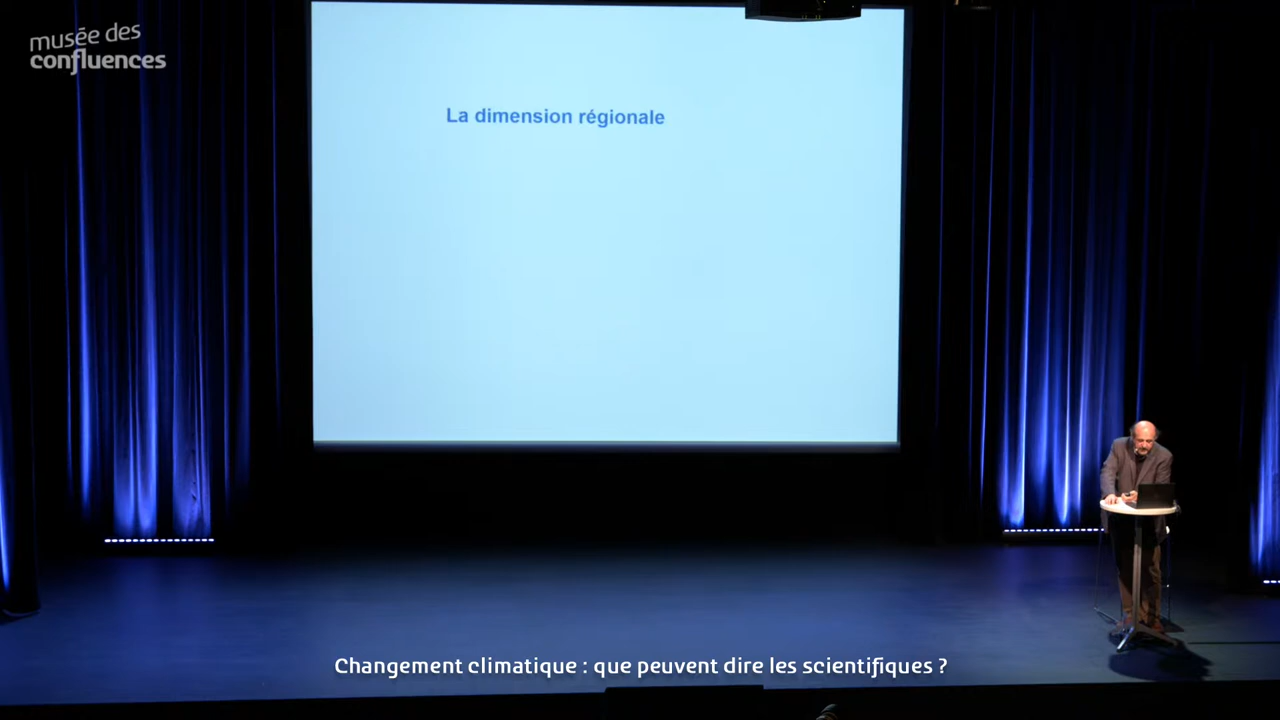 musée des
confluences
La dimension régionale
Changement climatique : que peuvent dire les scientifiques ?